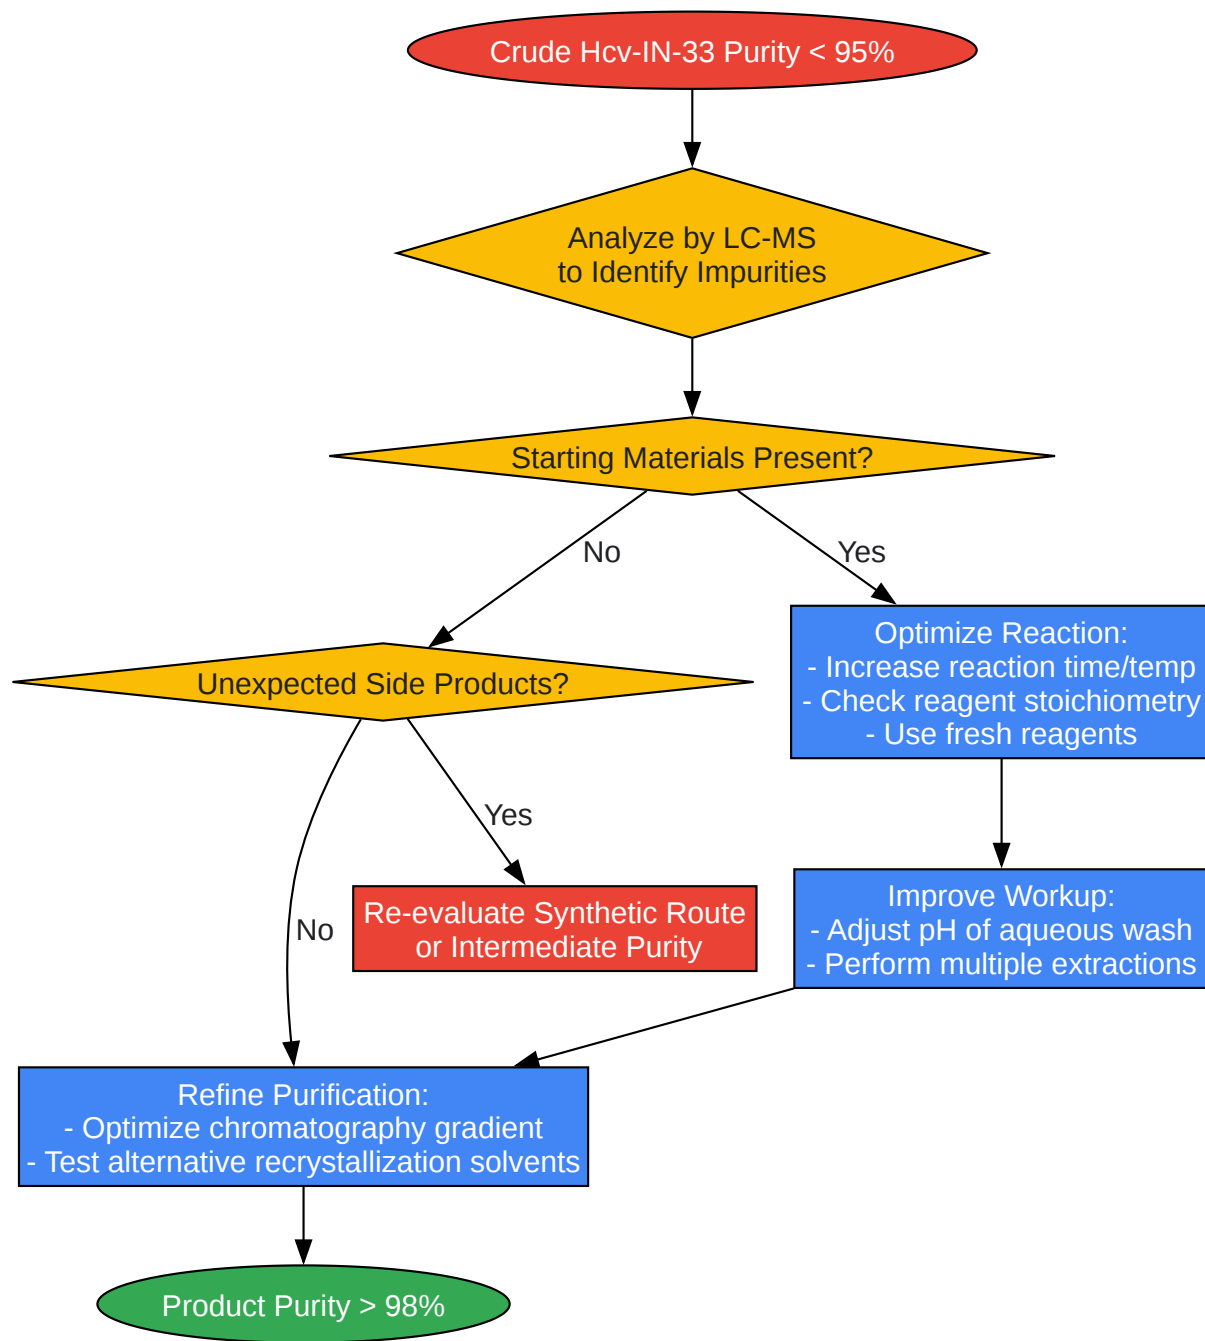 Crude Hcv-IN-33 Purity < 95%
Analyze by LC-MS
to Identify Impurities
Starting Materials Present?
No
Yes
Optimize Reaction:
- Increase reaction time/temp
- Check reagent stoichiometry
- Use fresh reagents
Unexpected Side Products?
Yes
No
Re-evaluate Synthetic Route
or Intermediate Purity
Improve Workup:
- Adjust pH of aqueous wash
- Perform multiple extractions
Refine Purification:
- Optimize chromatography gradient
- Test alternative recrystallization solvents
Product Purity > 98%